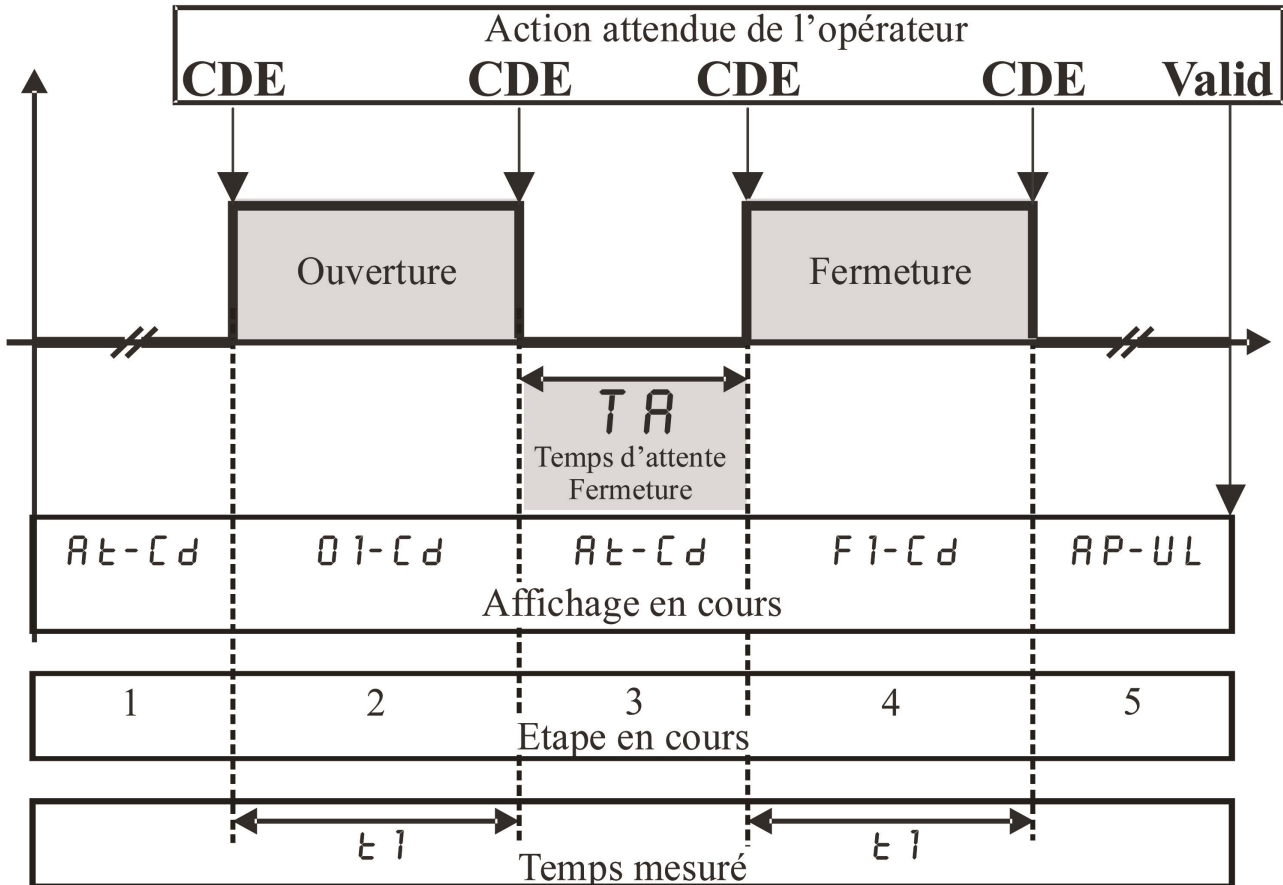 Action attendue de l’opérateur
CDE CDE CDE CDE Valid
Ouverture Fermeture
TA
Temps d’attente
Fermeture
At-Cd 01-Cd At-Cd F1-Cd AP-UL
Affichage en cours
1 2 3 4 5
Etape en cours
t1 t1
Temps mesuré